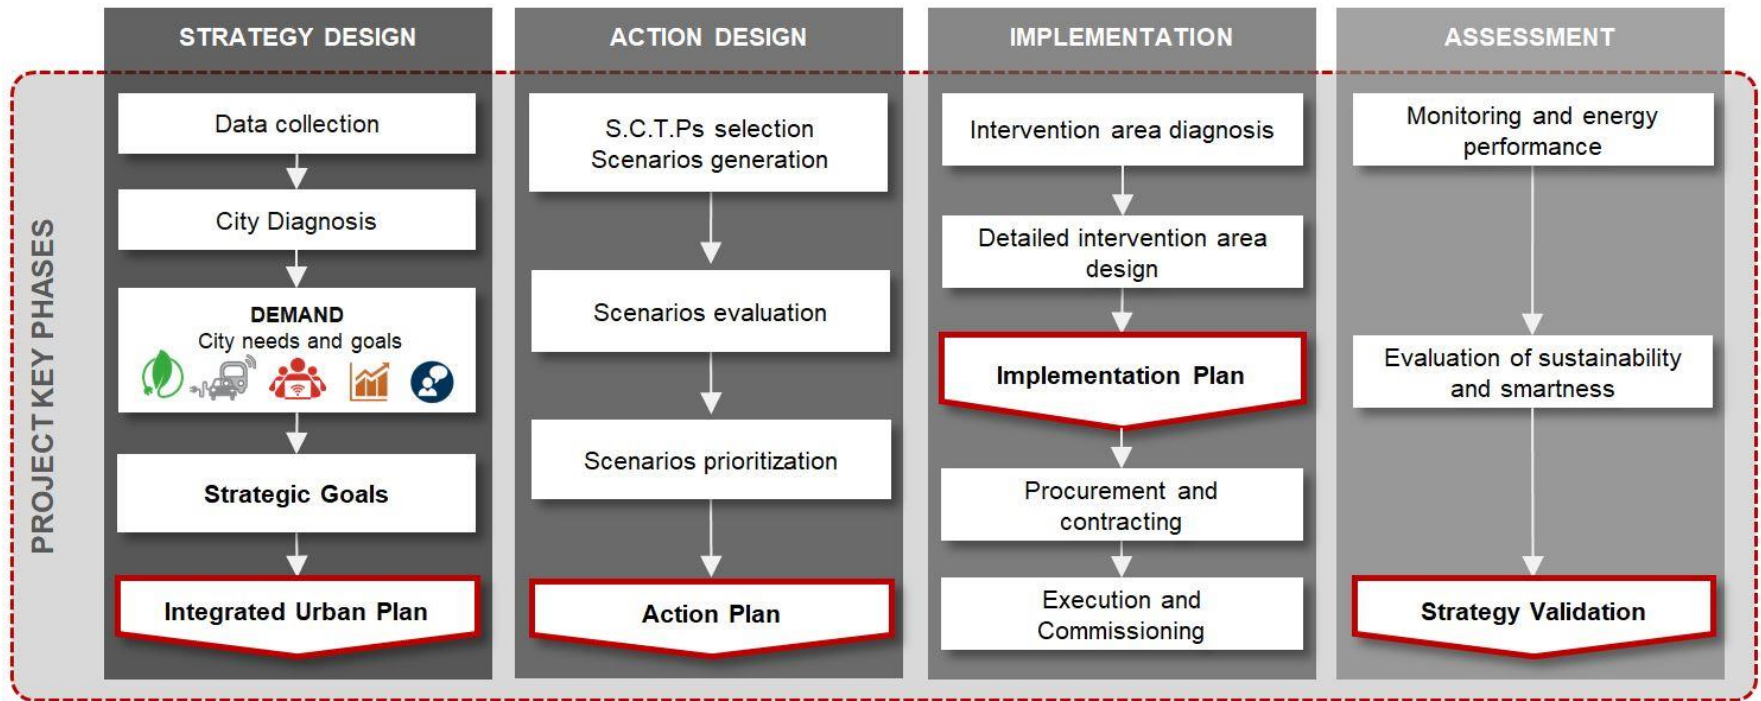 PROJECT KEY PHASES
STRATEGY DESIGN
Data collection
City Diagnosis
DEMAND
City needs and goals
Strategic Goals
Integrated Urban Plan
ACTION DESIGN
S.C.T.Ps selection
Scenarios generation
Scenarios evaluation
Scenarios prioritization
Action Plan
IMPLEMENTATION
Intervention area diagnosis
Detailed intervention area
design
Implementation Plan
Procurement and
contracting
Execution and
Commissioning
ASSESSMENT
Monitoring and energy
performance
Evaluation of sustainability
and smartness
Strategy Validation